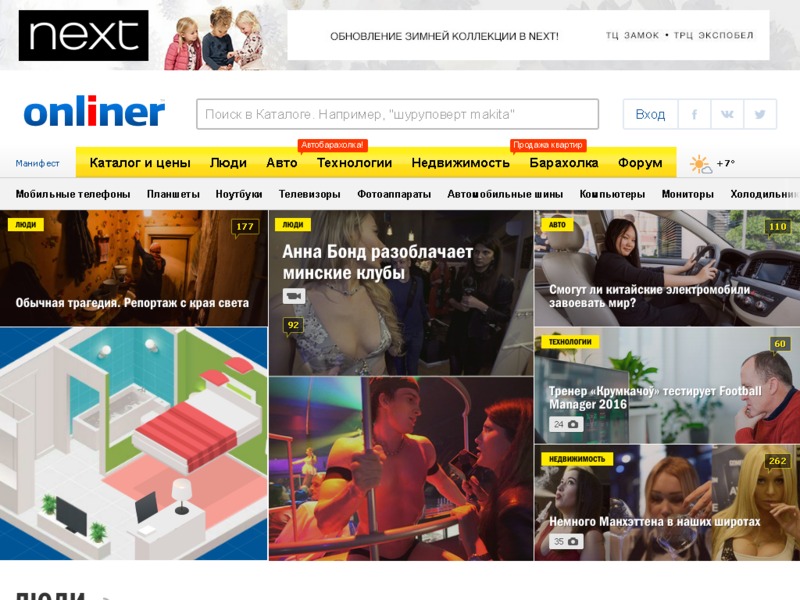 next
ОБНОВЛЕНИЕ ЗИМНЕЙ КОЛЛЕКЦИИ В NEXT!
ТЦ ЗАМОК • ТРЦ ЭКСПОБЕЛ
onliner
Поиск в Каталоге. Например, "шуруповерт makita"
Вход
Автобарахолка!
Продажа квартир
Манифест
Каталог и цены Люди Авто Технологии Недвижимость Барахолка Форум
+7°
Мобильные телефоны Планшеты Ноутбуки Телевизоры Фотоаппараты Автомобильные шины Компьютеры Мониторы Холодильни
ЛЮДИ
177
Обычная трагедия. Репортаж с края света
ЛЮДИ
Анна Бонд разоблачает
минские клубы
92
АВТО
110
Смогут ли китайские электромобили
завоевать мир?
ТЕХНОЛОГИИ
60
Тренер «Крумкачоў» тестирует Football
Manager 2016
24
НЕДВИЖИМОСТЬ
262
Немного Манхэттена в наших широтах
35
ЛЮДИ